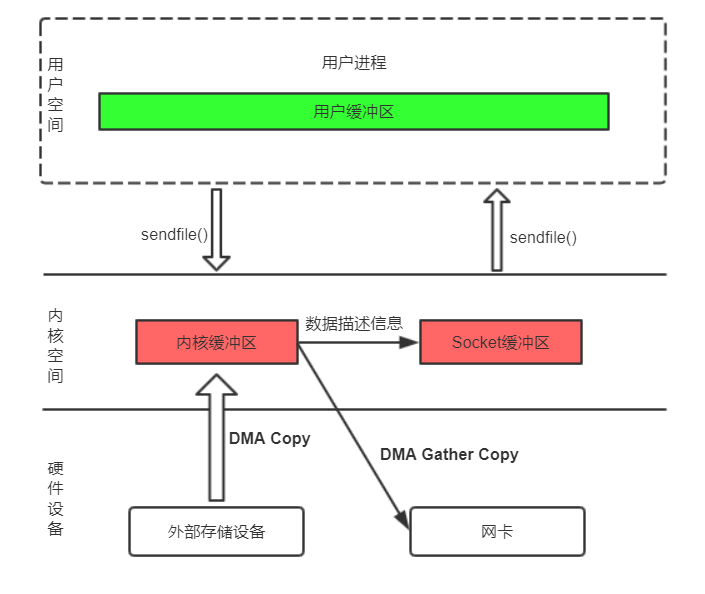 用户空间
用户进程
用户缓冲区
sendfile()
sendfile()
内核空间
内核缓冲区
数据描述信息
Socket缓冲区
DMA Copy
DMA Gather Copy
硬件设备
外部存储设备
网卡